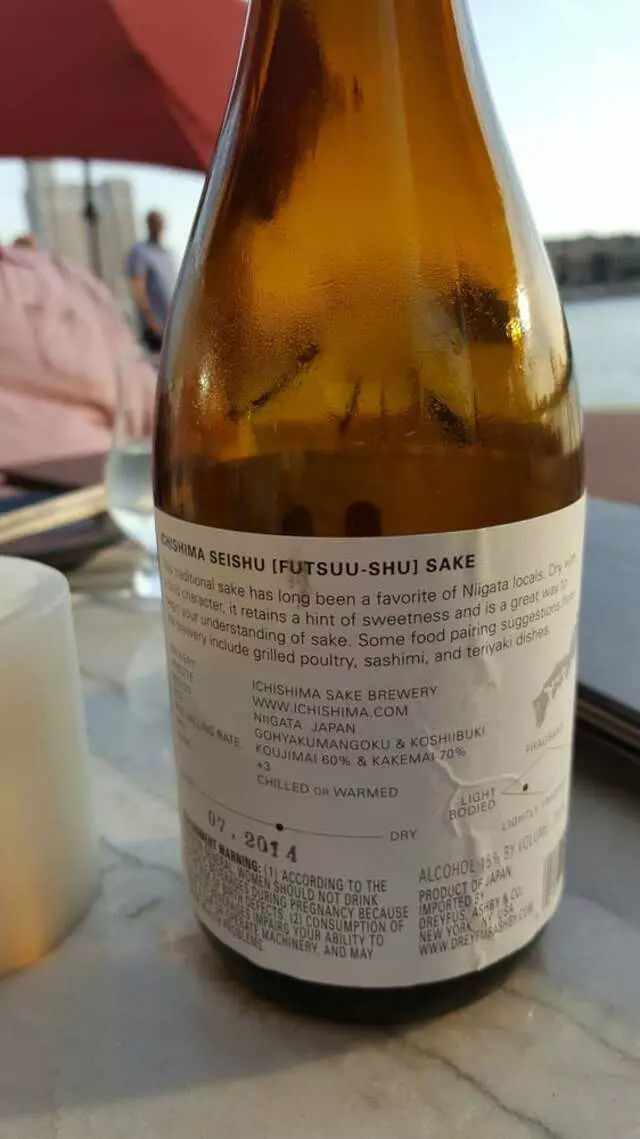 ICHISHIMA SEISHU [FUTSUU-SHU] SAKE
traditional sake has long been a favorite of Niigata locals. Dry with
character, it retains a hint of sweetness and is a great way to
your understanding of sake. Some food pairing suggestions from
brewery include grilled poultry, sashimi, and teriyaki dishes.
ICHISHIMA SAKE BREWERY
WWW.ICHISHIMA.COM
NIIGATA, JAPAN
GOHYAKUMANGOKU & KOSHIIBUKI
RATE KOUJIMAI 60% & KAKEMAI 70%
+3
CHILLED OR WARMED
FRAGRANT
LIGHT
BODIED
LIGHTLY
DRY
07.2014
WARNING: (1) ACCORDING TO THE
GENERAL, WOMEN SHOULD NOT DRINK
DURING PREGNANCY BECAUSE
DEFECTS. (2) CONSUMPTION OF
IMPAIRS YOUR ABILITY TO
OPERATE MACHINERY, AND MAY
PROBLEMS
ALCOHOL 15% BY VOLUME
PRODUCT OF JAPAN
IMPORTED BY
DREYFUS, ASHBY & CO.
NEW YORK, NY USA
WWW.DREYFUSASHBY.COM